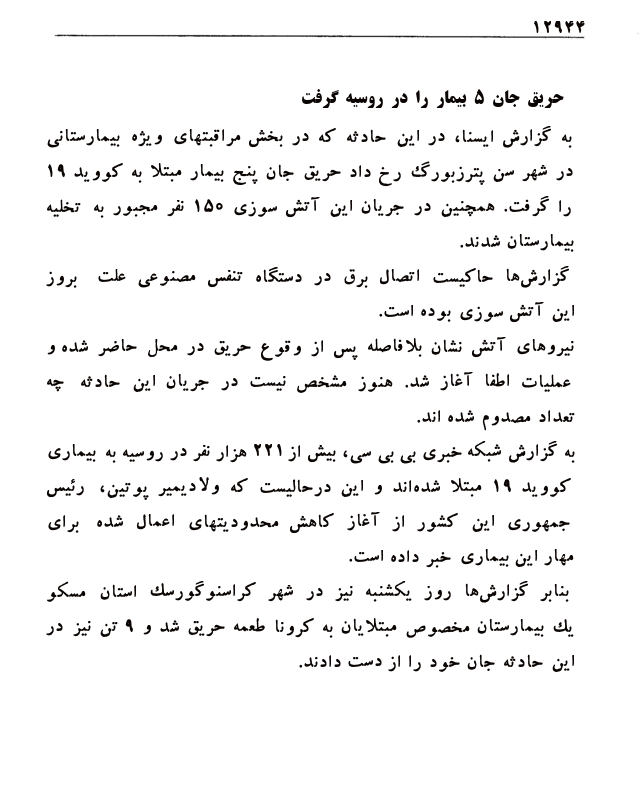 ۱۲۹۴۴
حریق جان ۵ بیمار را در روسیه گرفت
به گزارش ایسنا، در این حادثه که در بخش مراقبتهای ویژه بیمارستانی
در شهر سن پترزبورگ رخ داد حریق جان پنج بیمار مبتلا به کووید ۱۹
را گرفت. همچنین در جریان این آتش سوزی ۱۵۰ نفر مجبور به تخلیه
بیمارستان شدند.
گزارش‌ها حاکیست اتصال برق در دستگاه تنفس مصنوعی علت بروز
این آتش سوزی بوده است.
نیروهای آتش نشان بلافاصله پس از وقوع حریق در محل حاضر شده و
عملیات اطفا آغاز شد. هنوز مشخص نیست در جریان این حادثه چه
تعداد مصدوم شده اند.
به گزارش شبکه خبری بی بی سی، بیش از ۲۲۱ هزار نفر در روسیه به بیماری
کووید ۱۹ مبتلا شده‌اند و این درحالیست که ولادیمیر پوتین، رئیس
جمهوری این کشور از آغاز کاهش محدودیتهای اعمال شده برای
مهار این بیماری خبر داده است.
بنابر گزارش‌ها روز یکشنبه نیز در شهر کراسنوگورسک استان مسکو
یک بیمارستان مخصوص مبتلایان به کرونا طعمه حریق شد و ۹ تن نیز در
این حادثه جان خود را از دست دادند.